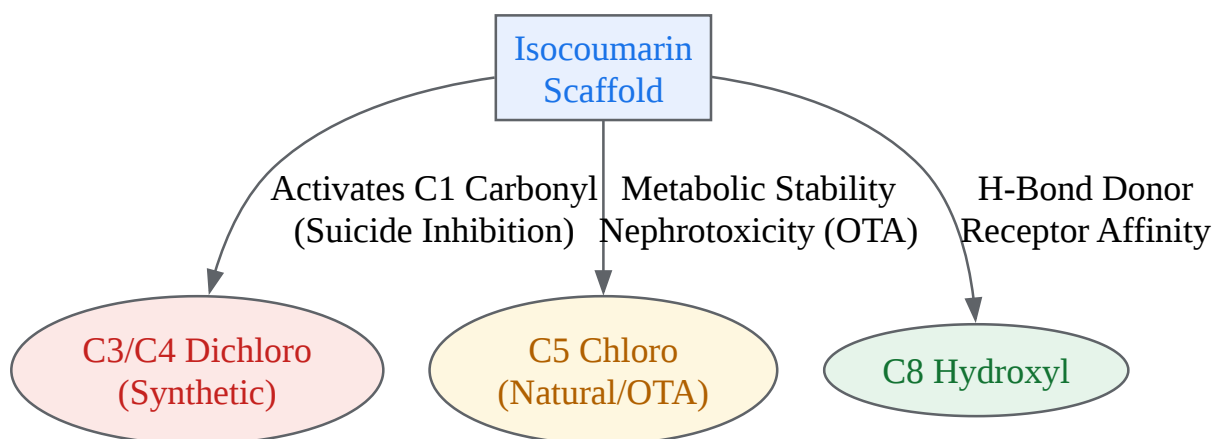 Isocoumarin
Scaffold
Activates C1 Carbonyl
(Suicide Inhibition)
Metabolic Stability
Nephrotoxicity (OTA)
H-Bond Donor
Receptor Affinity
C3/C4 Dichloro
(Synthetic)
C5 Chloro
(Natural/OTA)
C8 Hydroxyl